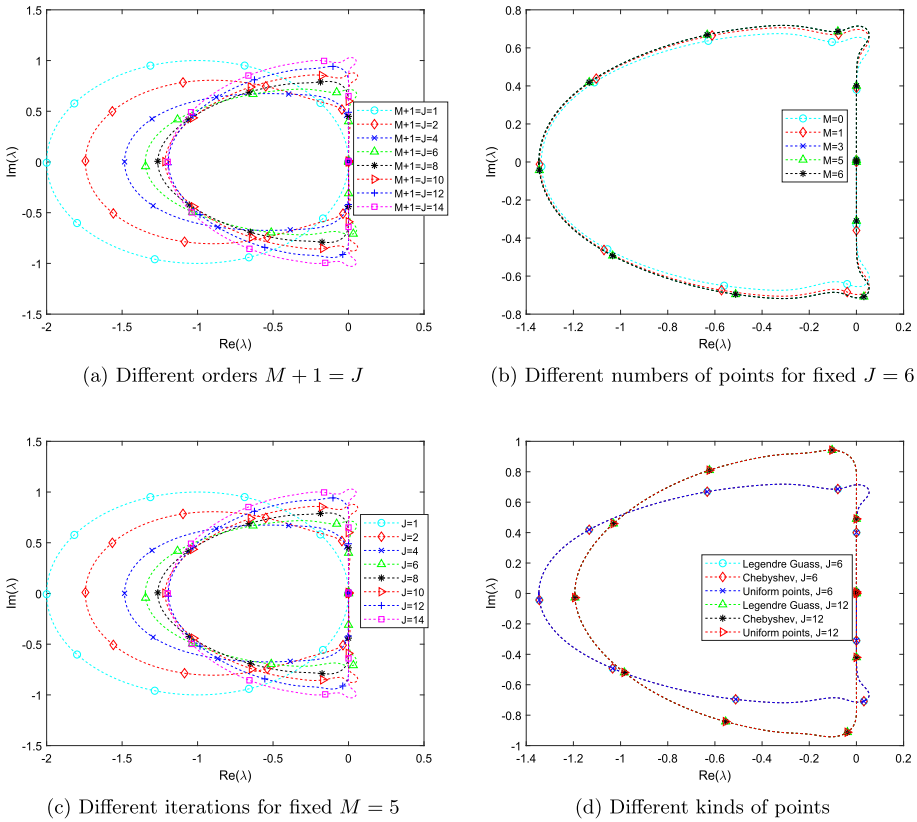 1.5
1
0.5
0
-0.5
-1
-1.5
Im(λ)
-2
-1.5
-1
-0.5
0
0.5
Re(λ)
M+1=J=1
M+1=J=2
M+1=J=4
M+1=J=6
M+1=J=8
M+1=J=10
M+1=J=12
M+1=J=14
(a) Different orders M + 1 = J
0.8
0.6
0.4
0.2
0
-0.2
-0.4
-0.6
-0.8
Im(λ)
-1.4
-1.2
-1
-0.8
-0.6
-0.4
-0.2
0
Re(λ)
M=0
M=1
M=3
M=5
M=6
(b) Different numbers of points for fixed J = 6
1.5
1
0.5
0
-0.5
-1
-1.5
Im(λ)
-2
-1.5
-1
-0.5
0
0.5
Re(λ)
J=1
J=2
J=4
J=6
J=8
J=10
J=12
J=14
(c) Different iterations for fixed M = 5
1
0.8
0.6
0.4
0.2
0
-0.2
-0.4
-0.6
-0.8
-1
Im(λ)
-1.4
-1.2
-1
-0.8
-0.6
-0.4
-0.2
0
Re(λ)
Legendre Guass, J=6
Chebyshev, J=6
Uniform points, J=6
Legendre Guass, J=12
Chebyshev, J=12
Uniform points, J=12
(d) Different kinds of points